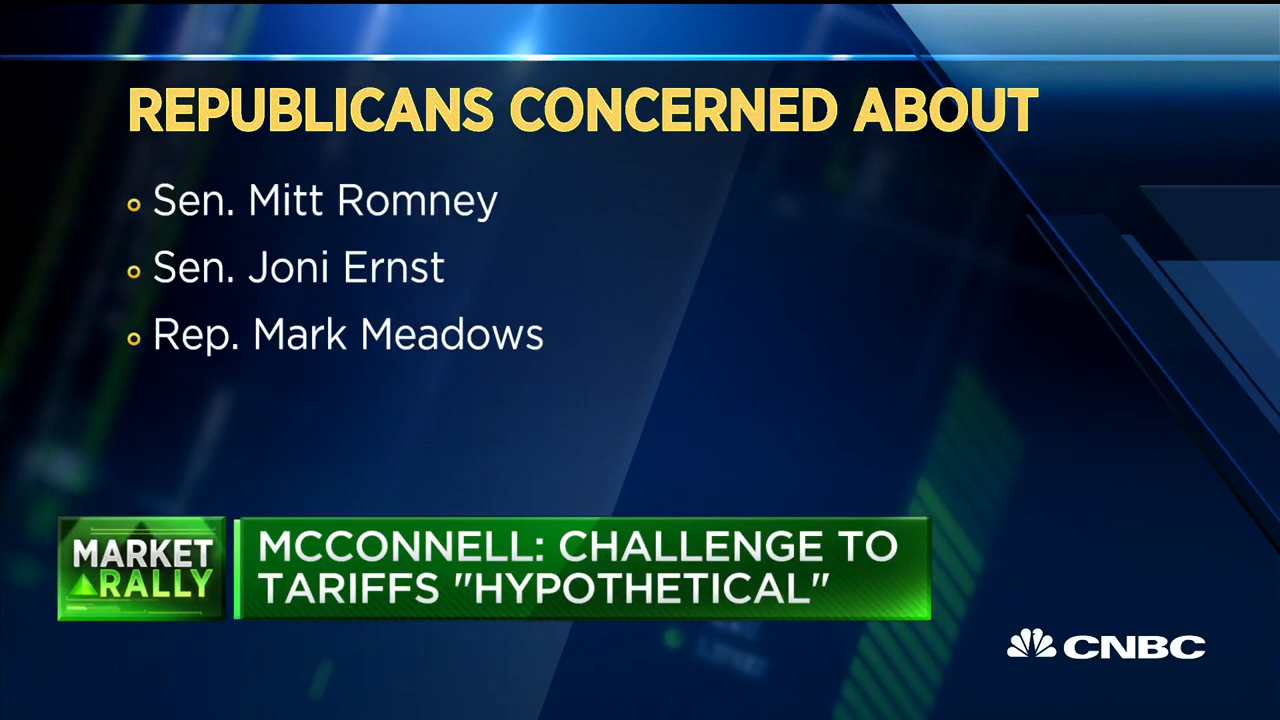 REPUBLICANS CONCERNED ABOUT
Sen. Mitt Romney
Sen. Joni Ernst
Rep. Mark Meadows
MARKET
RALLY
MCCONNELL: CHALLENGE TO
TARIFFS "HYPOTHETICAL"
CNBC